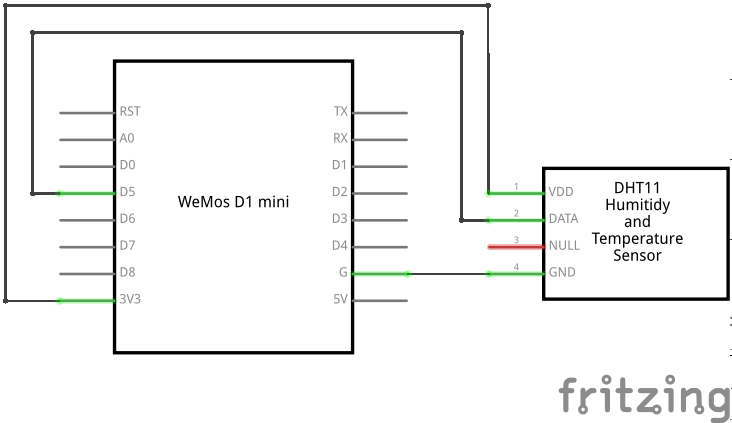 RST
A0
D0
D5
D6
D7
D8
3V3
WeMos D1 mini
TX
RX
D1
D2
D3
D4
G
5V
1
VDD
2
DATA
3
NULL
4
GND
DHT11
Humitidy
and
Temperature
Sensor
fritzing